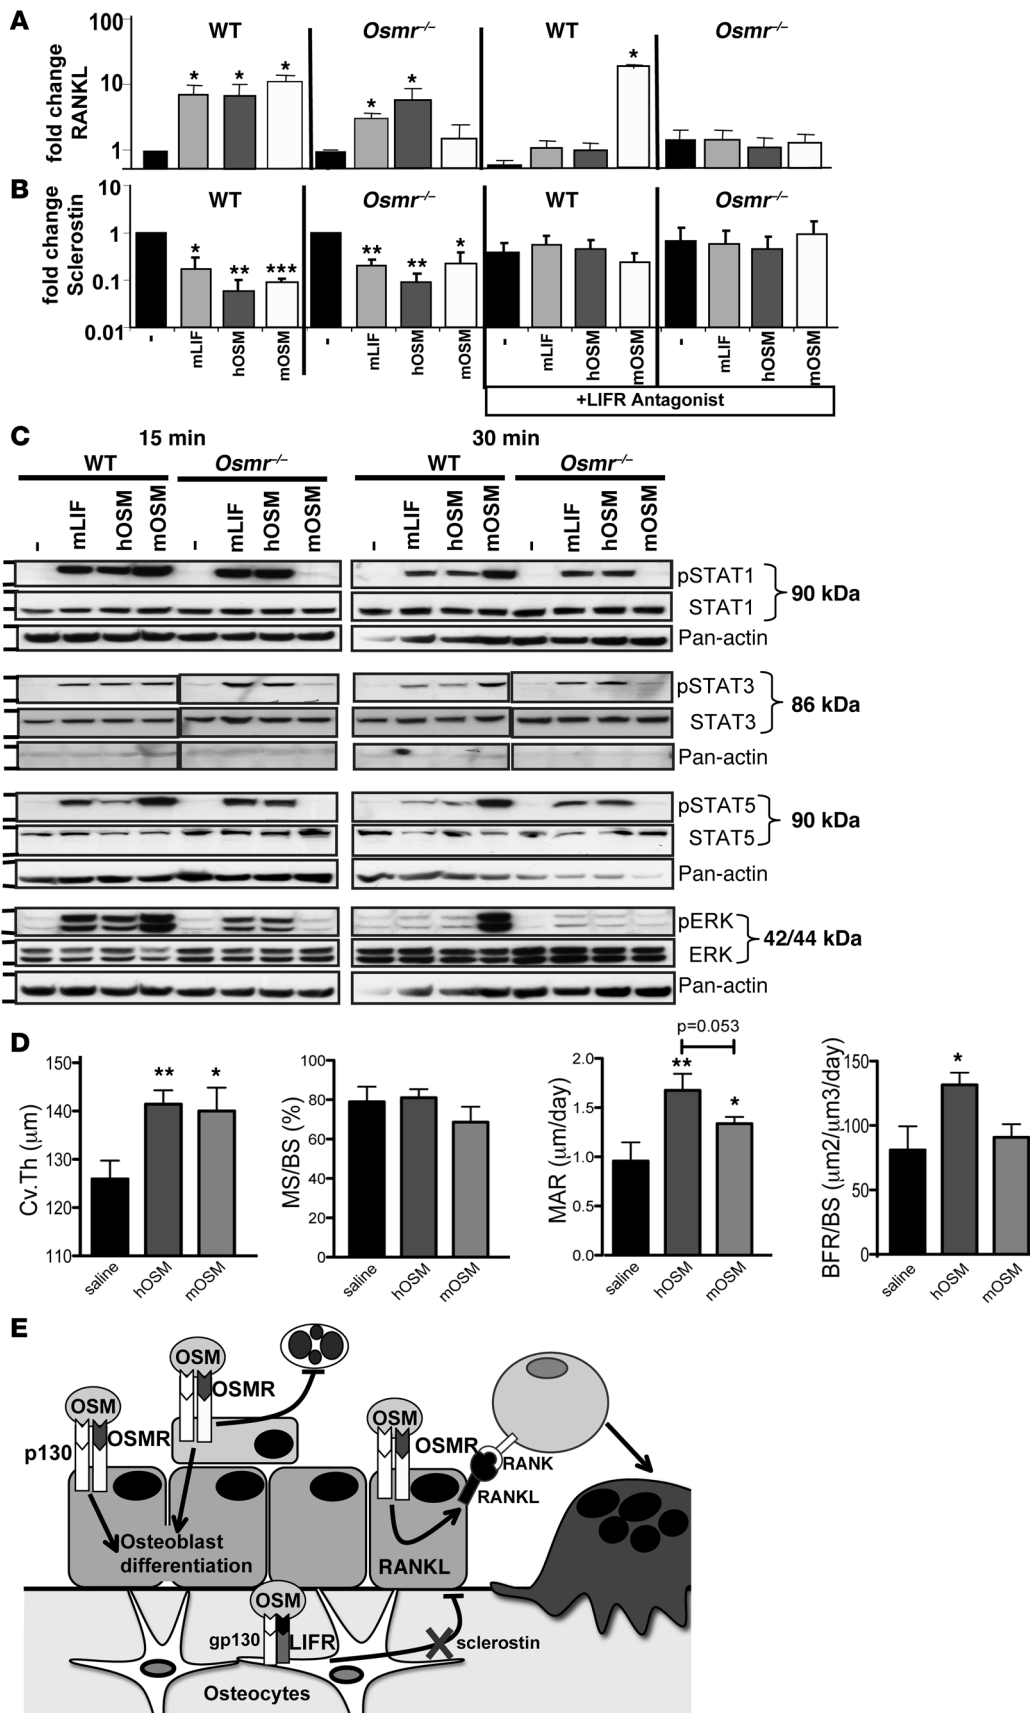 A
100
10
1
fold change
RANKL
WT
Osmr–/–
WT
Osmr–/–
*
*
*
*
*
*
B
10
1
0.1
0.01
fold change
Sclerostin
WT
Osmr–/–
WT
Osmr–/–
*
**
***
**
**
*
- mLIF hOSM mOSM - mLIF hOSM mOSM - mLIF hOSM mOSM - mLIF hOSM mOSM
+LIFR Antagonist
C
15 min
30 min
WT
Osmr–/–
WT
Osmr–/–
- mLIF hOSM mOSM - mLIF hOSM mOSM - mLIF hOSM mOSM - mLIF hOSM mOSM
pSTAT1
STAT1
90 kDa
Pan-actin
pSTAT3
STAT3
86 kDa
Pan-actin
pSTAT5
STAT5
90 kDa
Pan-actin
pERK
ERK
42/44 kDa
Pan-actin
D
Cv.Th (µm)
150
140
130
120
110
**
*
saline hOSM mOSM
MS/BS (%)
100
80
60
40
20
0
saline hOSM mOSM
MAR (µm/day)
2.0
1.5
1.0
0.5
0.0
p=0.053
**
*
saline hOSM mOSM
BFR/BS (µm2/µm3/day)
150
100
50
0
*
saline hOSM mOSM
E
OSM
OSMR
OSM
OSMR
p130
OSM
OSMR
RANK
RANKL
Osteoblast
differentiation
RANKL
OSM
gp130
LIFR
sclerostin
Osteocytes